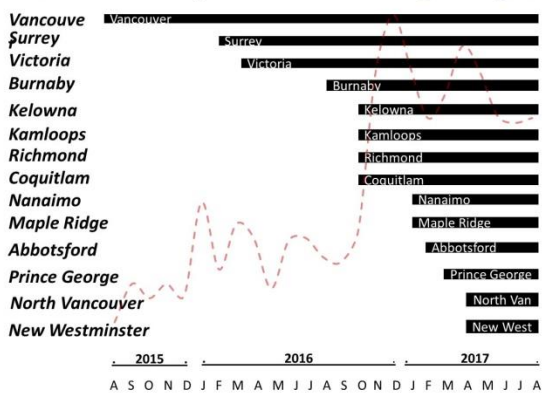 Vancouve
r
Vancouver
Surrey
Surrey
Victoria
Victoria
Burnaby
Burnaby
Kelowna
Kelowna
Kamloops
Kamloops
Richmond
Richmond
Coquitlam
Coquitlam
Nanaimo
Nanaimo
Maple Ridge
Maple Ridge
Abbotsford
Abbotsford
Prince George
Prince George
North Vancouver
North Van
New Westminster
New West
2015 2016 2017
A S O N D J F M A M J J A S O N D J F M A M J J A